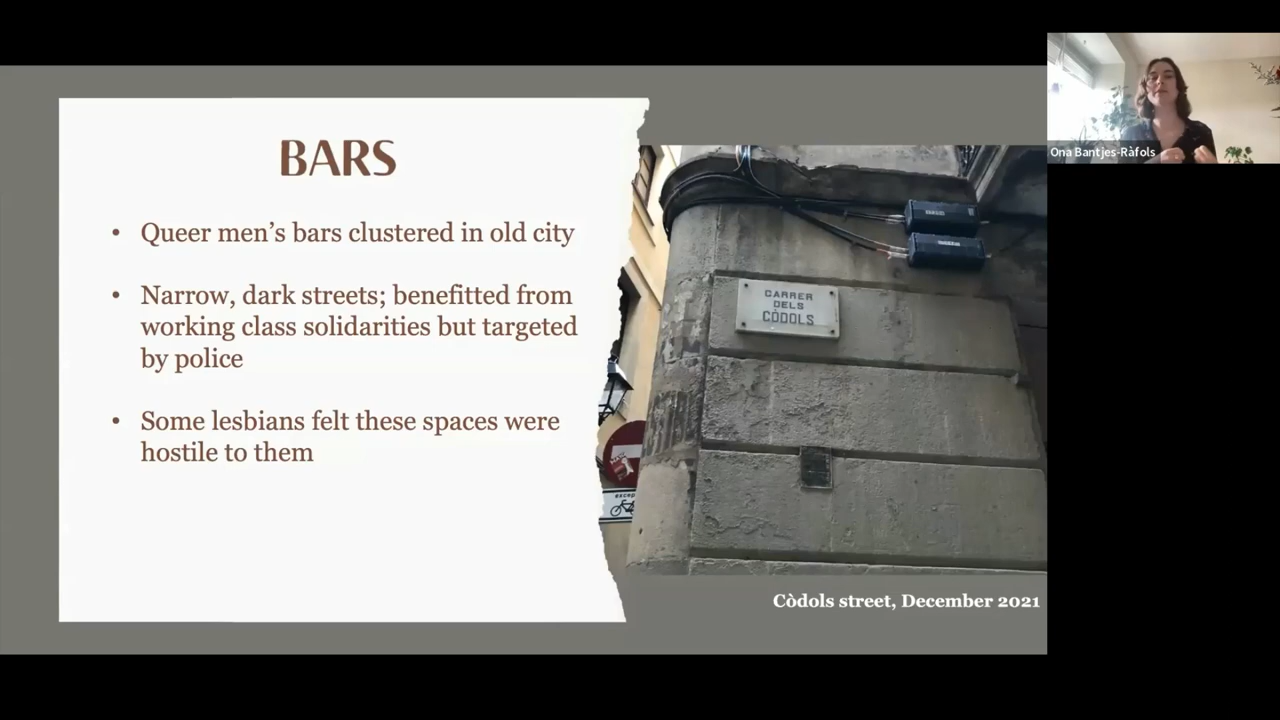 BARS
• Queer men’s bars clustered in old city
• Narrow, dark streets; benefitted from
working class solidarities but targeted
by police
• Some lesbians felt these spaces were
hostile to them
CARRER
DELS
CÒDOLS
excep
Còdols street, December 2021
Ona Bantjes-Ràfols